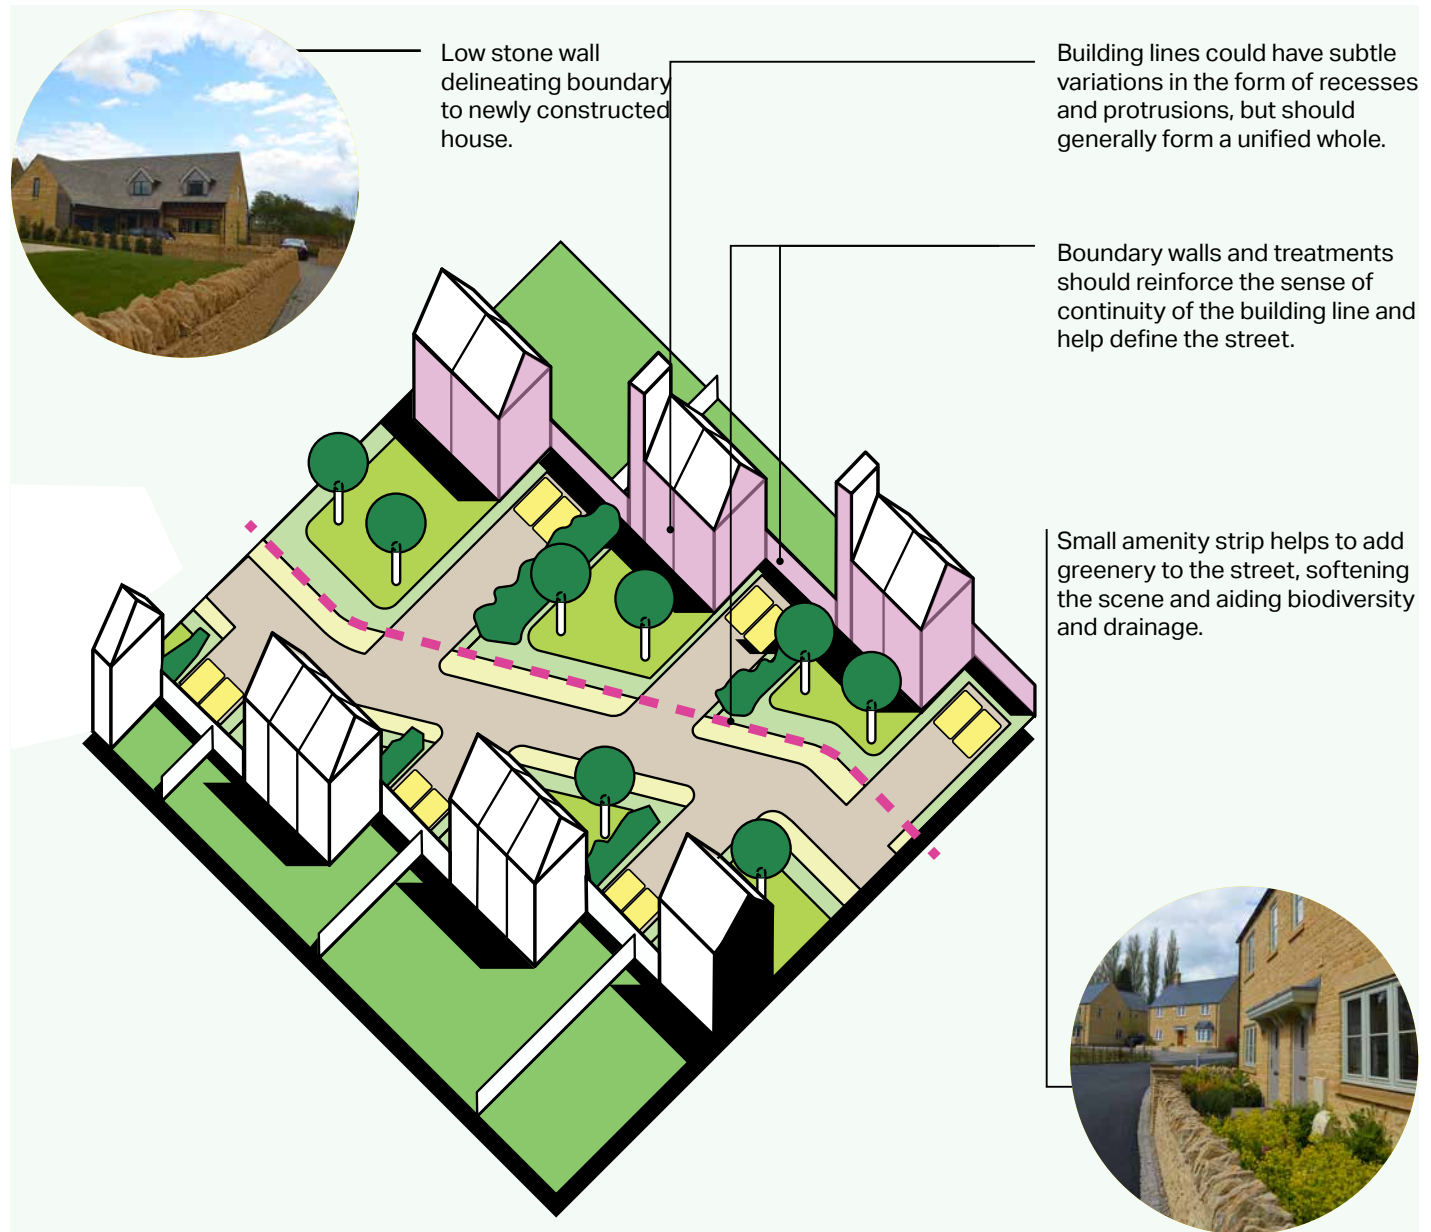 Low stone wall
delineating boundary
to newly constructed
house.
Building lines could have subtle
variations in the form of recesses
and protrusions, but should
generally form a unified whole.
Boundary walls and treatments
should reinforce the sense of
continuity of the building line and
help define the street.
Small amenity strip helps to add
greenery to the street, softening
the scene and aiding biodiversity
and drainage.